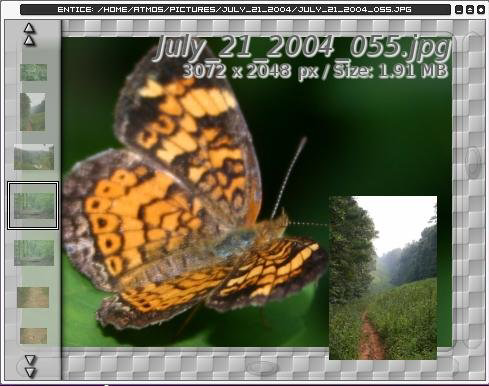 ENTICE: /HOME/ATMOS/PICTURES/JULY_21_2004/JULY_21_2004_055.JPG
July_21_2004_055.jpg
3072 x 2048 px / Size: 1.91 MB